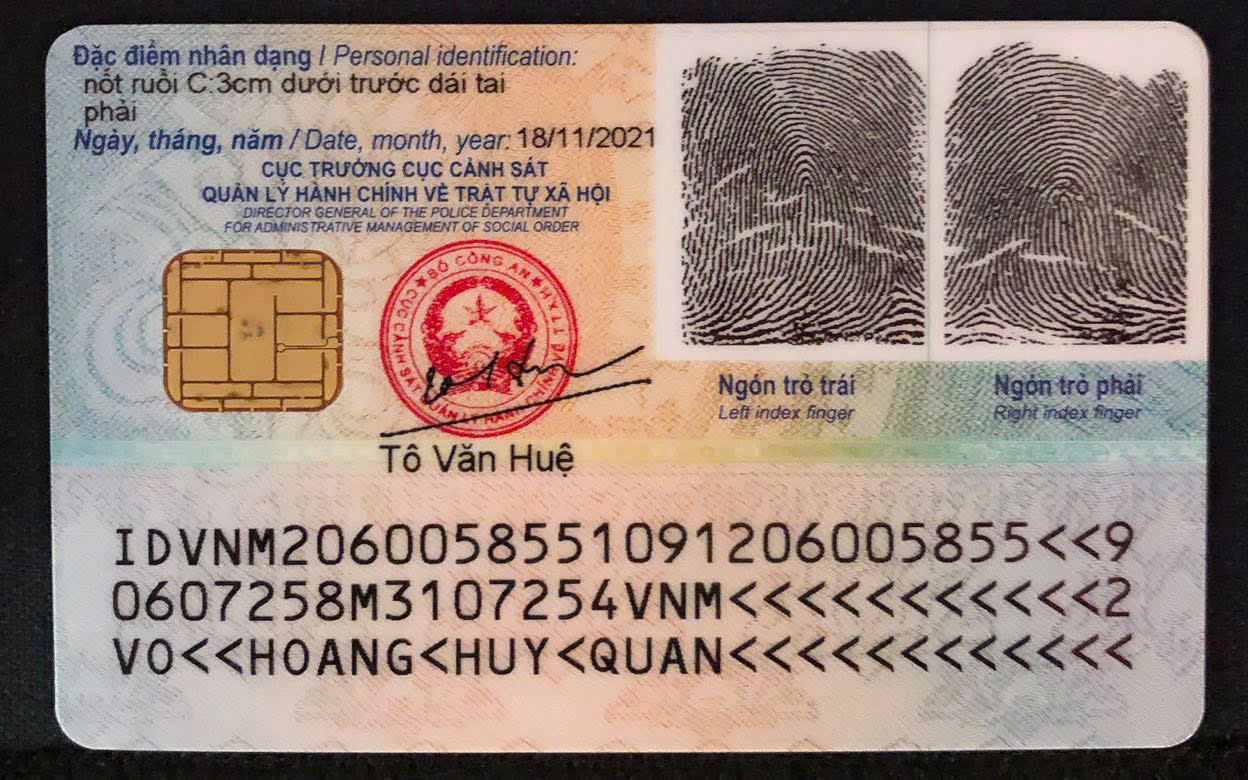 Đặc điểm nhân dạng / Personal identification:
nốt ruồi C:3cm dưới trước dái tai
phải
Ngày, tháng, năm / Date, month, year: 18/11/2021
CỤC TRƯỞNG CỤC CẢNH SÁT
QUẢN LÝ HÀNH CHÍNH VỀ TRẬT TỰ XÃ HỘI
DIRECTOR GENERAL OF THE POLICE DEPARTMENT
FOR ADMINISTRATIVE MANAGEMENT OF SOCIAL ORDER
BỘ CÔNG AN
CỤC CẢNH SÁT QUẢN LÝ HÀNH CHÍNH
Tô Văn Huệ
Ngón trỏ trái
Left index finger
Ngón trỏ phải
Right index finger
IDVNM2060058551091206005855<<9
0607258M3107254VNM<<<<<<<<<<<2
VO<<HOANG<HUY<QUAN<<<<<<<<<<<<